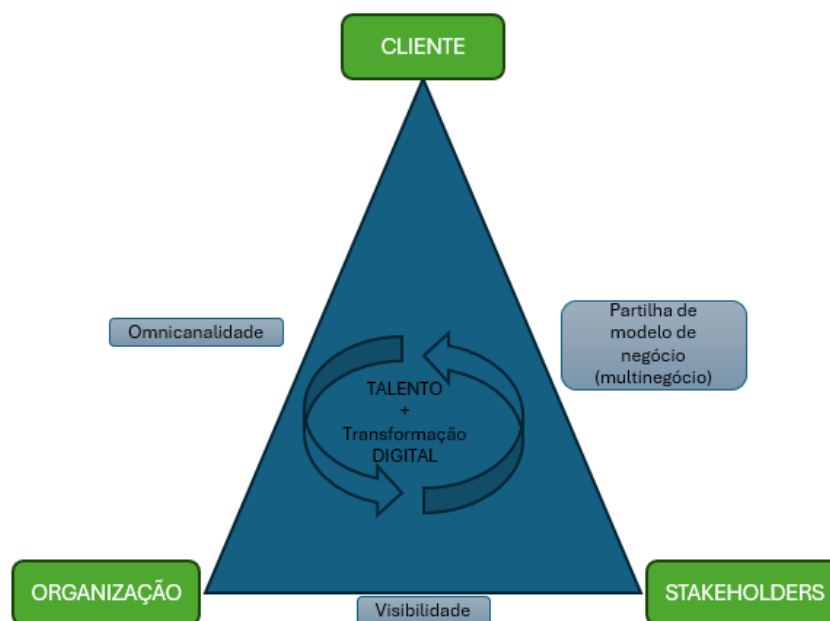 CLIENTE
Omnicanalidade
Partilha de
modelo de
negócio
(multinegócio)
TALENTO
+
Transformação
DIGITAL
ORGANIZAÇÃO
STAKEHOLDERS
Visibilidade